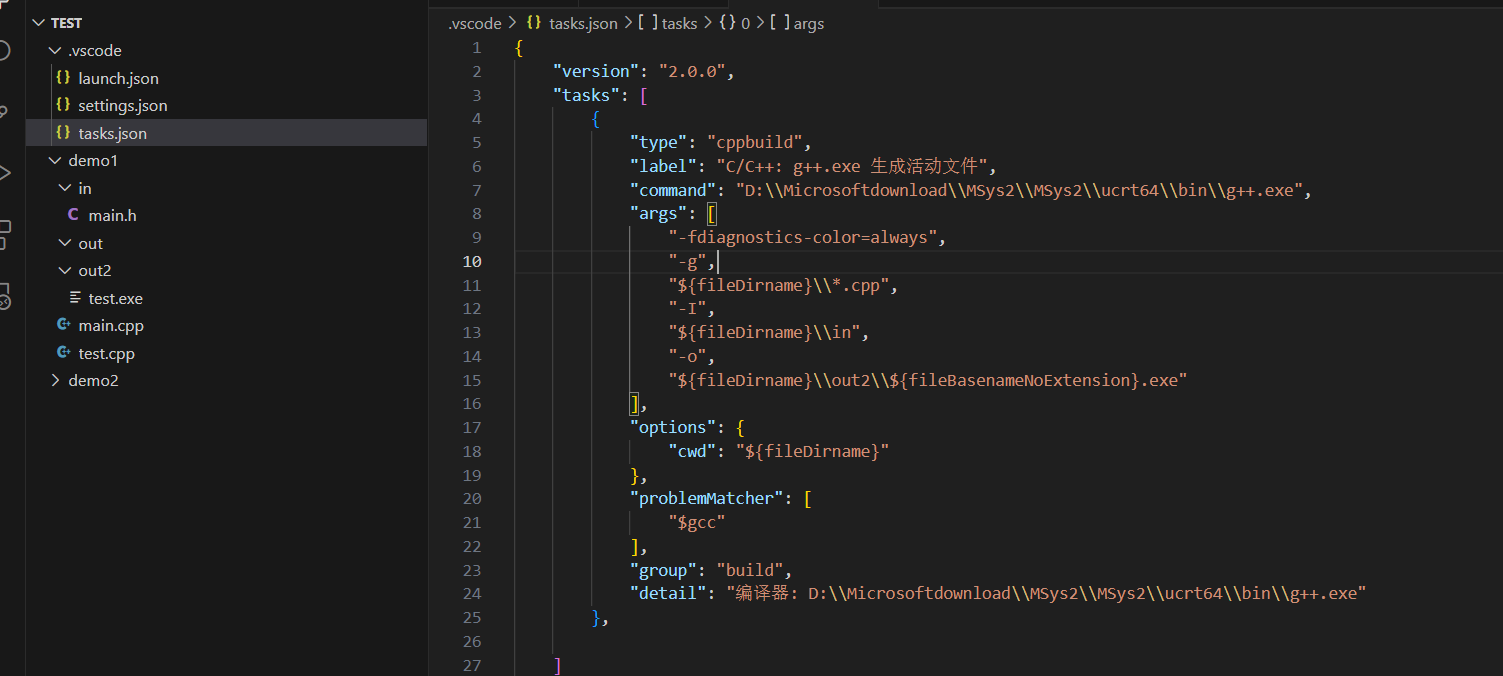 TEST
.vscode
launch.json
settings.json
tasks.json
demo1
in
main.h
out
out2
test.exe
main.cpp
test.cpp
demo2
.vscode > {} tasks.json > [ ] tasks > {} 0 > [ ] args
1 {
2 "version": "2.0.0",
3 "tasks": [
4 {
5 "type": "cppbuild",
6 "label": "C/C++: g++.exe 生成活动文件",
7 "command": "D:\\Microsoftdownload\\MSys2\\MSys2\\ucrt64\\bin\\g++.exe",
8 "args": [
9 "-fdiagnostics-color=always",
10 "-g",
11 "${fileDirname}\\*.cpp",
12 "-I",
13 "${fileDirname}\\in",
14 "-o",
15 "${fileDirname}\\out2\\${fileBasenameNoExtension}.exe"
16 ],
17 "options": {
18 "cwd": "${fileDirname}"
19 },
20 "problemMatcher": [
21 "$gcc"
22 ],
23 "group": "build",
24 "detail": "编译器: D:\\Microsoftdownload\\MSys2\\MSys2\\ucrt64\\bin\\g++.exe"
25 },
26
27 ]